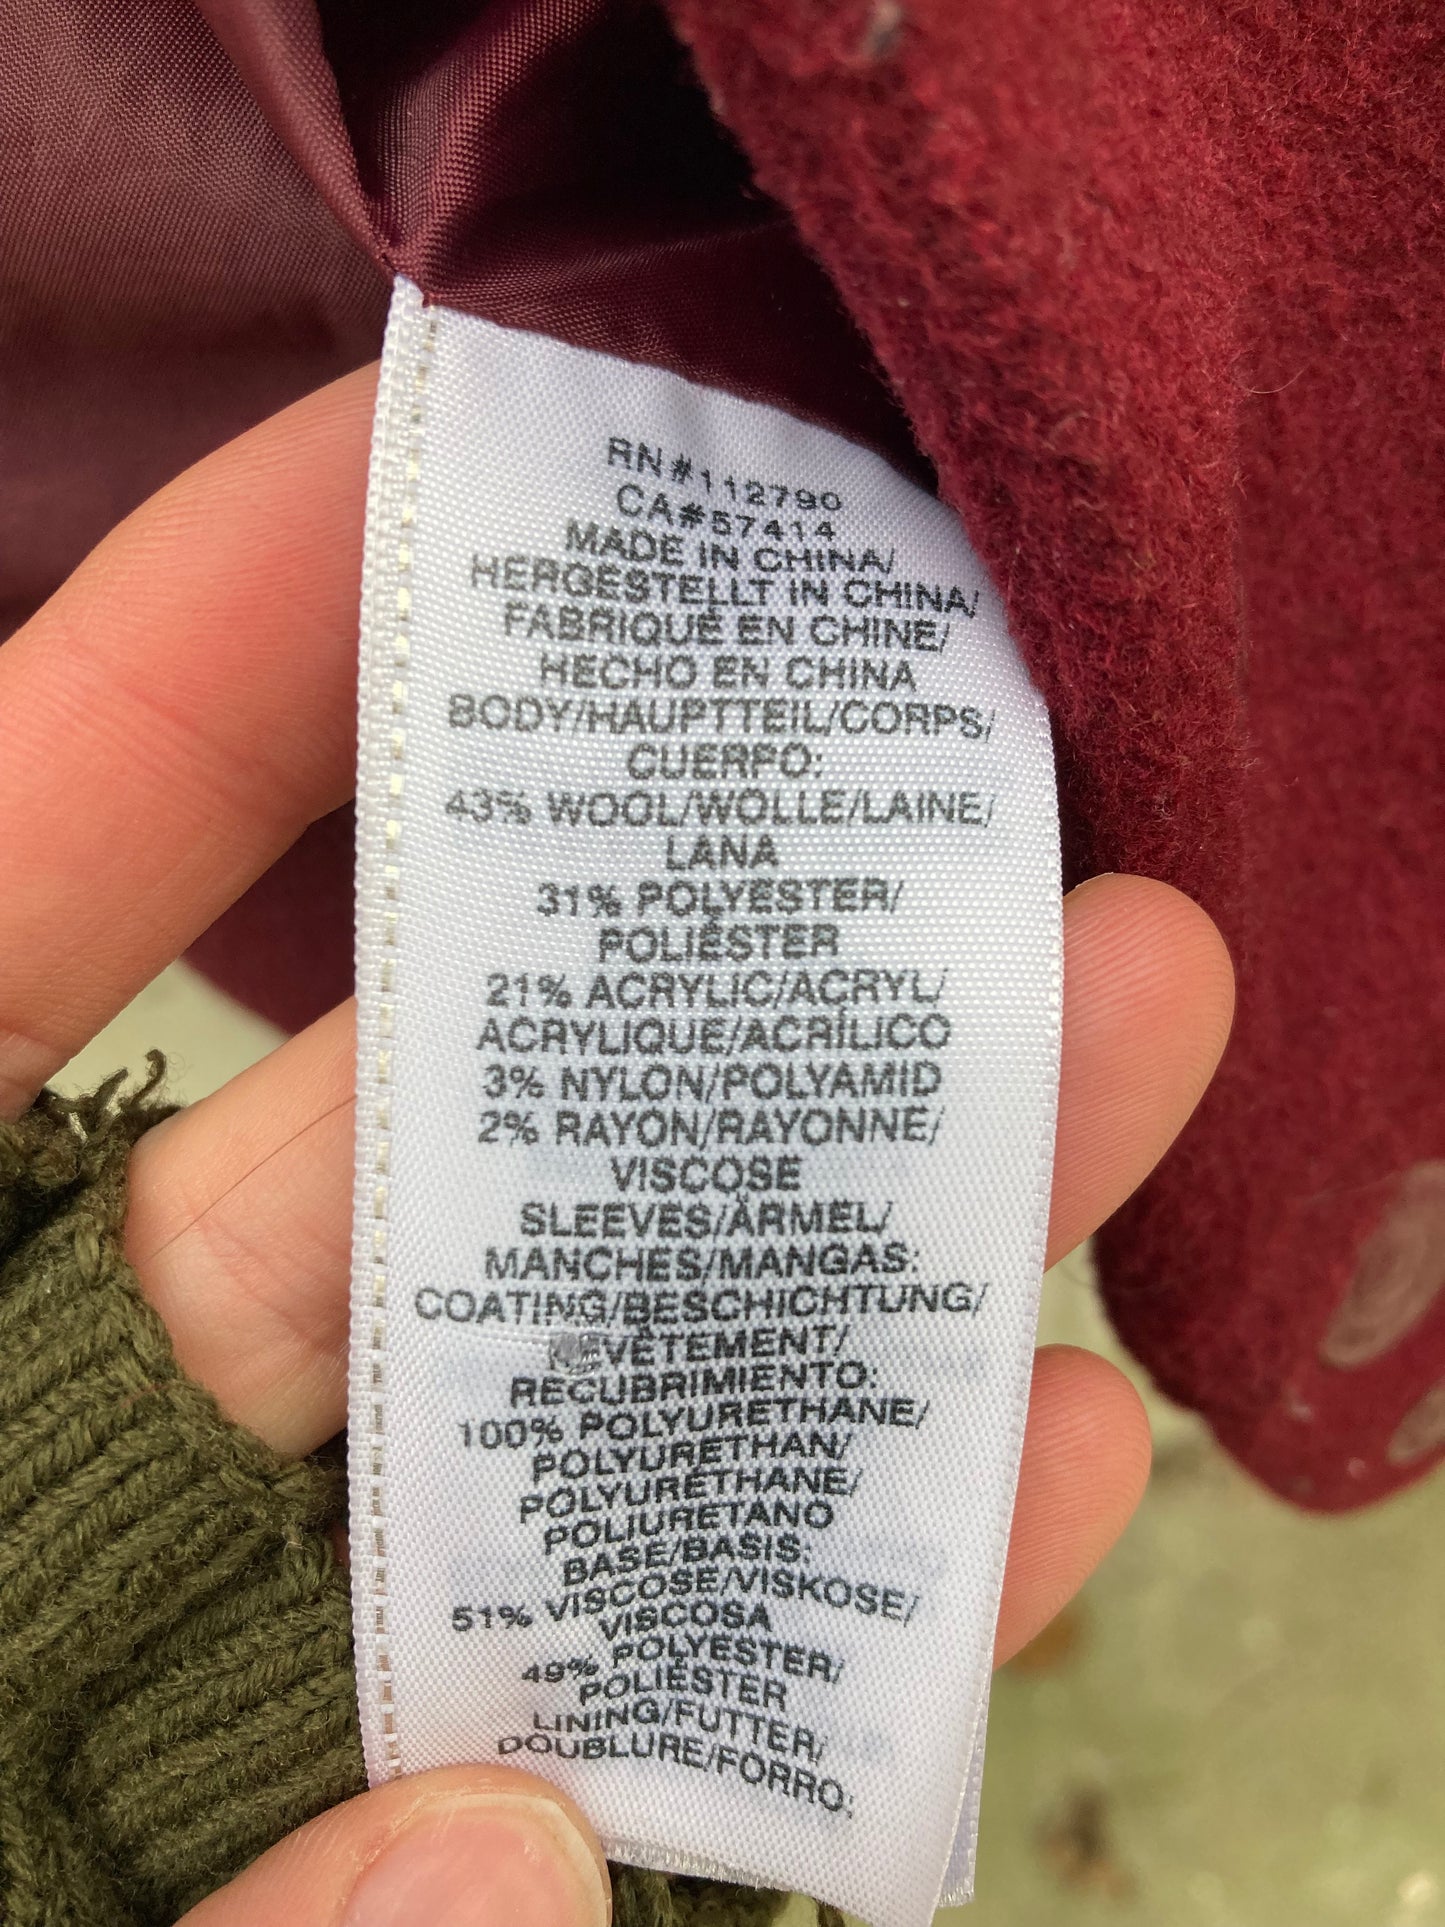 RN#112790
CA#57414
MADE IN CHINA/
HERGESTELLT IN CHINA/
FABRIQUÉ EN CHINE/
HECHO EN CHINA
BODY/HAUPTTEIL/CORPS/
CUERPO:
43% WOOL/WOLLE/LAINE/
LANA
31% POLYESTER/
POLIÉSTER
21% ACRYLIC/ACRYL/
ACRYLIQUE/ACRÍLICO
3% NYLON/POLYAMID
2% RAYON/RAYONNE/
VISCOSE
SLEEVES/ÄRMEL/
MANCHES/MANGAS:
COATING/BESCHICHTUNG/
REVÊTEMENT/
RECUBRIMIENTO:
100% POLYURETHANE/
POLYURETHAN/
POLYURÉTHANE/
POLIURETANO
BASE/BASIS:
51% VISCOSE/VISKOSE/
VISCOSA
49% POLYESTER/
POLIÉSTER
LINING/FUTTER/
DOUBLURE/FORRO: